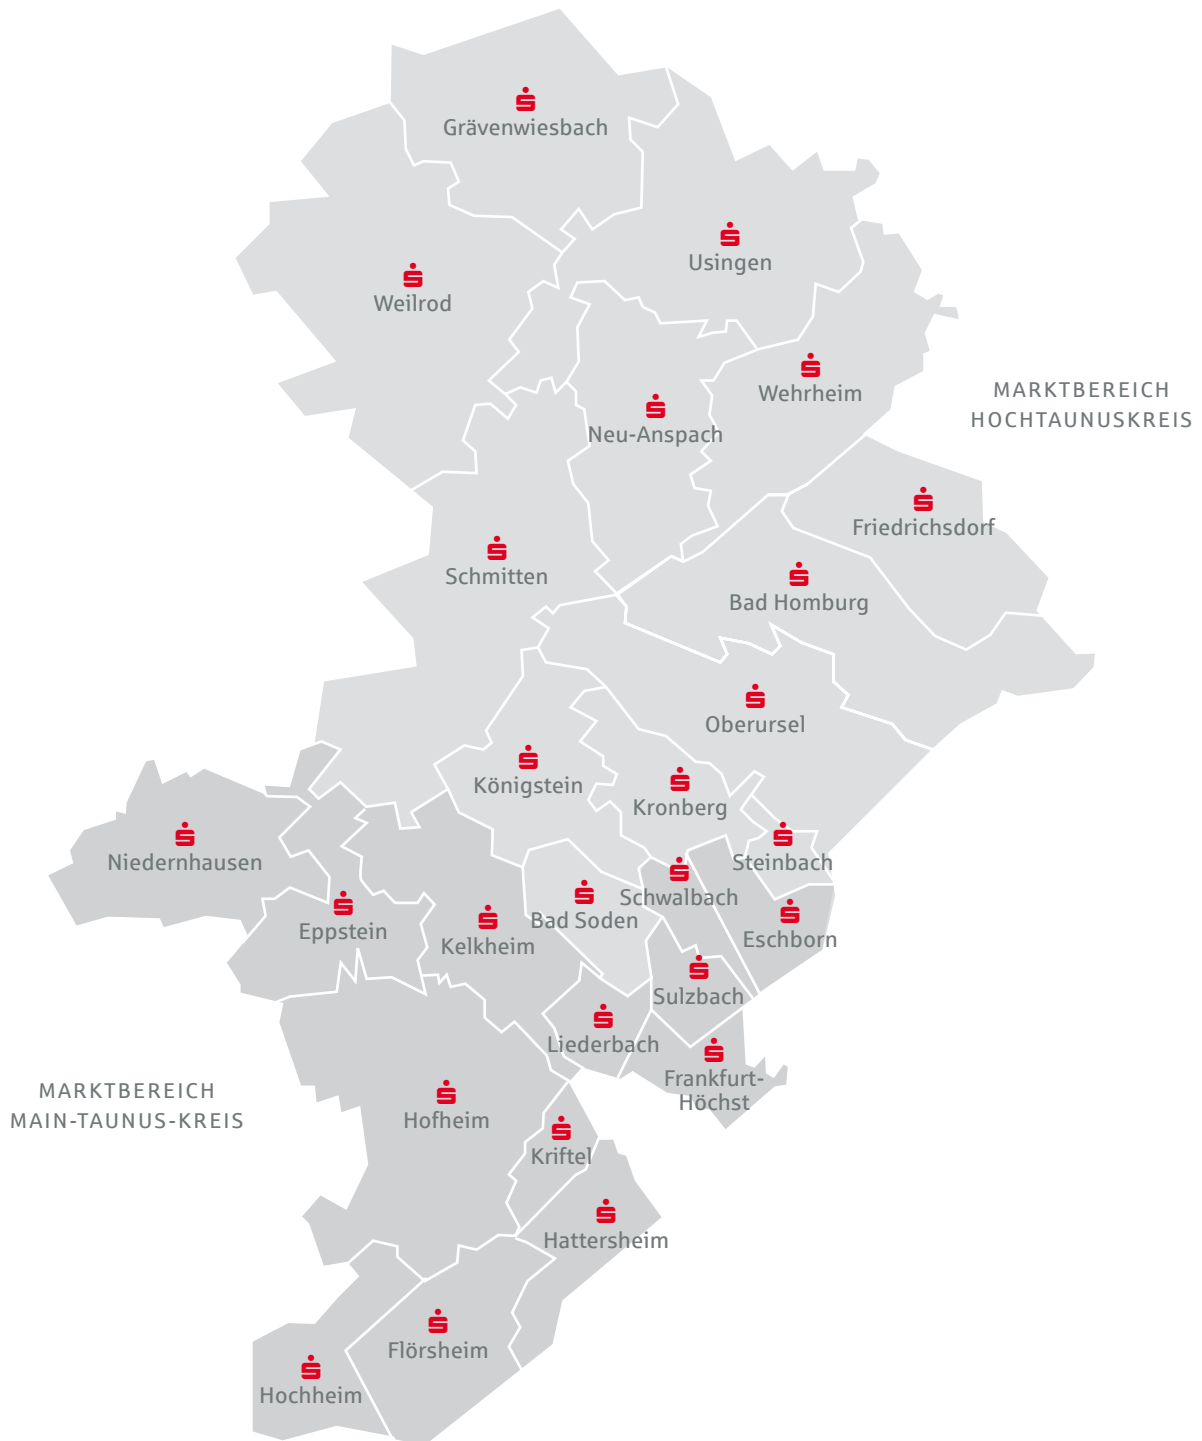 Grävenwiesbach
Usingen
Weilrod
Wehrheim
MARKTBEREICH
HOCHTAUNUSKREIS
Neu-Anspach
Friedrichsdorf
Schmitten
Bad Homburg
Oberursel
Königstein
Kronberg
Niedernhausen
Steinbach
Schwalbach
Bad Soden
Eppstein
Kelkheim
Eschborn
Sulzbach
Liederbach
Frankfurt-
Höchst
MARKTBEREICH
MAIN-TAUNUS-KREIS
Hofheim
Kriftel
Hattersheim
Flörsheim
Hochheim